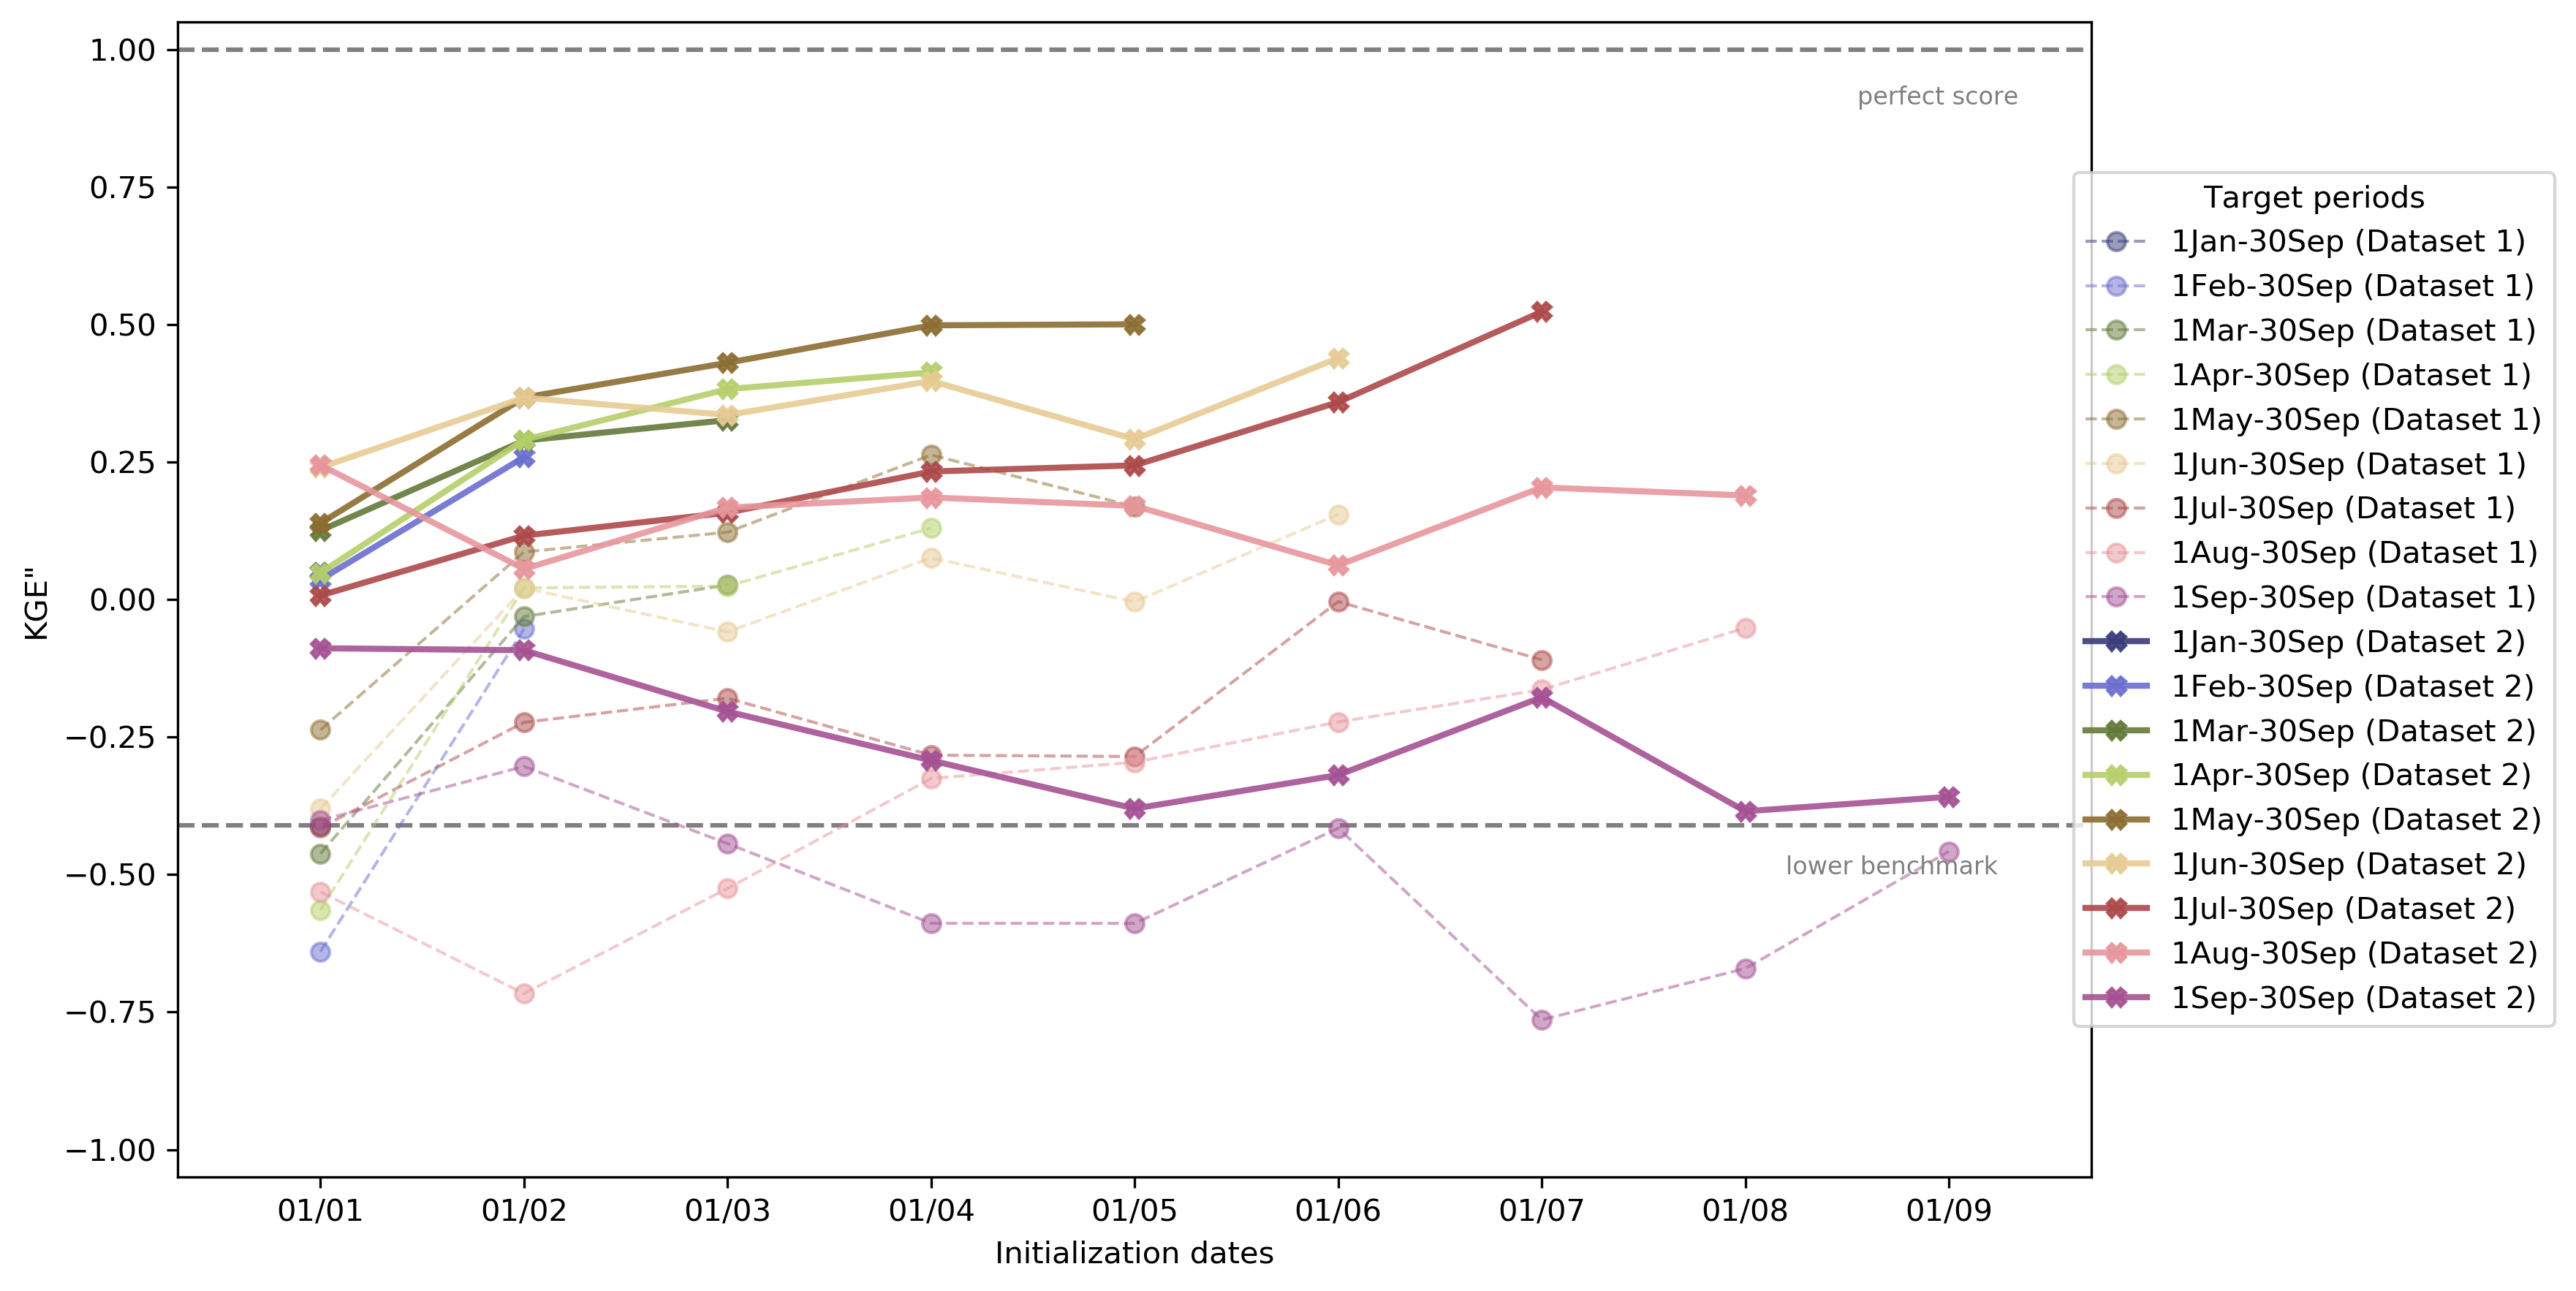 1.00
perfect score
0.75
0.50
0.25
0.00
−0.25
−0.50
−0.75
−1.00
KGE"
lower benchmark
01/01 01/02 01/03 01/04 01/05 01/06 01/07 01/08 01/09
Initialization dates
Target periods
1Jan-30Sep (Dataset 1)
1Feb-30Sep (Dataset 1)
1Mar-30Sep (Dataset 1)
1Apr-30Sep (Dataset 1)
1May-30Sep (Dataset 1)
1Jun-30Sep (Dataset 1)
1Jul-30Sep (Dataset 1)
1Aug-30Sep (Dataset 1)
1Sep-30Sep (Dataset 1)
1Jan-30Sep (Dataset 2)
1Feb-30Sep (Dataset 2)
1Mar-30Sep (Dataset 2)
1Apr-30Sep (Dataset 2)
1May-30Sep (Dataset 2)
1Jun-30Sep (Dataset 2)
1Jul-30Sep (Dataset 2)
1Aug-30Sep (Dataset 2)
1Sep-30Sep (Dataset 2)